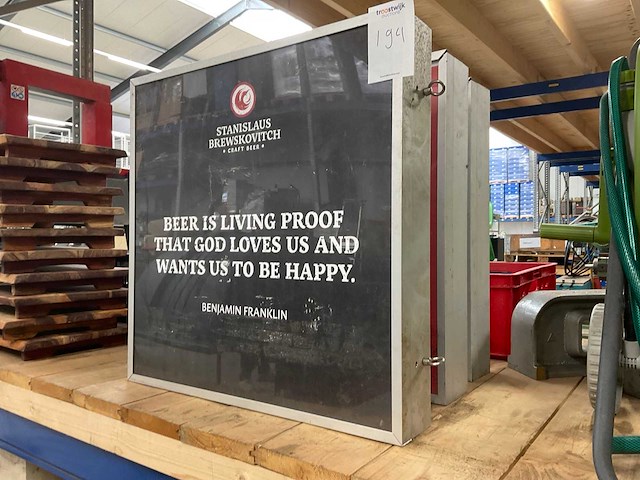 troostwijk
194
STANISLAUS
BREWSKOVITCH
• CRAFT BEER •
BEER IS LIVING PROOF
THAT GOD LOVES US AND
WANTS US TO BE HAPPY.
BENJAMIN FRANKLIN